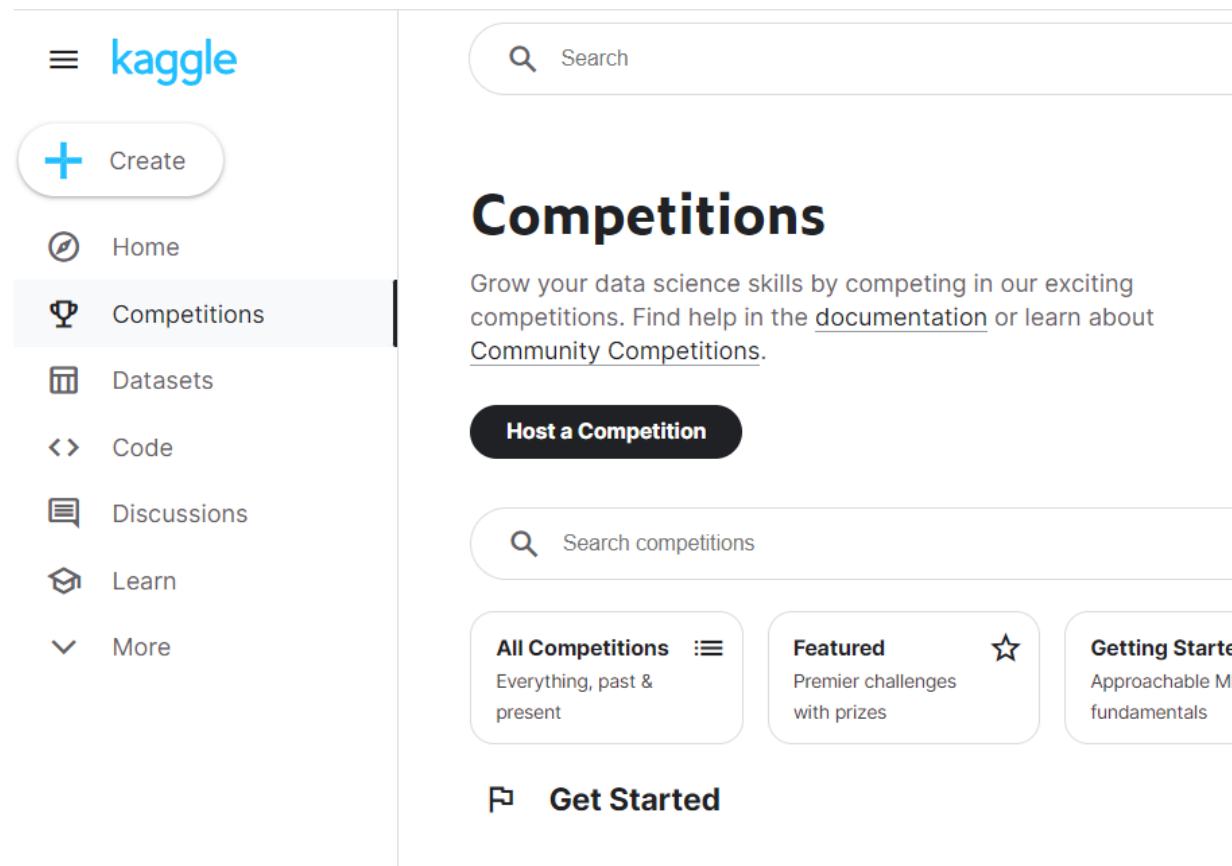 kaggle
Search
Create
Home
Competitions
Datasets
Code
Discussions
Learn
More
Competitions
Grow your data science skills by competing in our exciting
competitions. Find help in the documentation or learn about
Community Competitions.
Host a Competition
Search competitions
All Competitions
Everything, past &
present
Featured
Premier challenges
with prizes
Getting Starte
Approachable M
fundamentals
Get Started